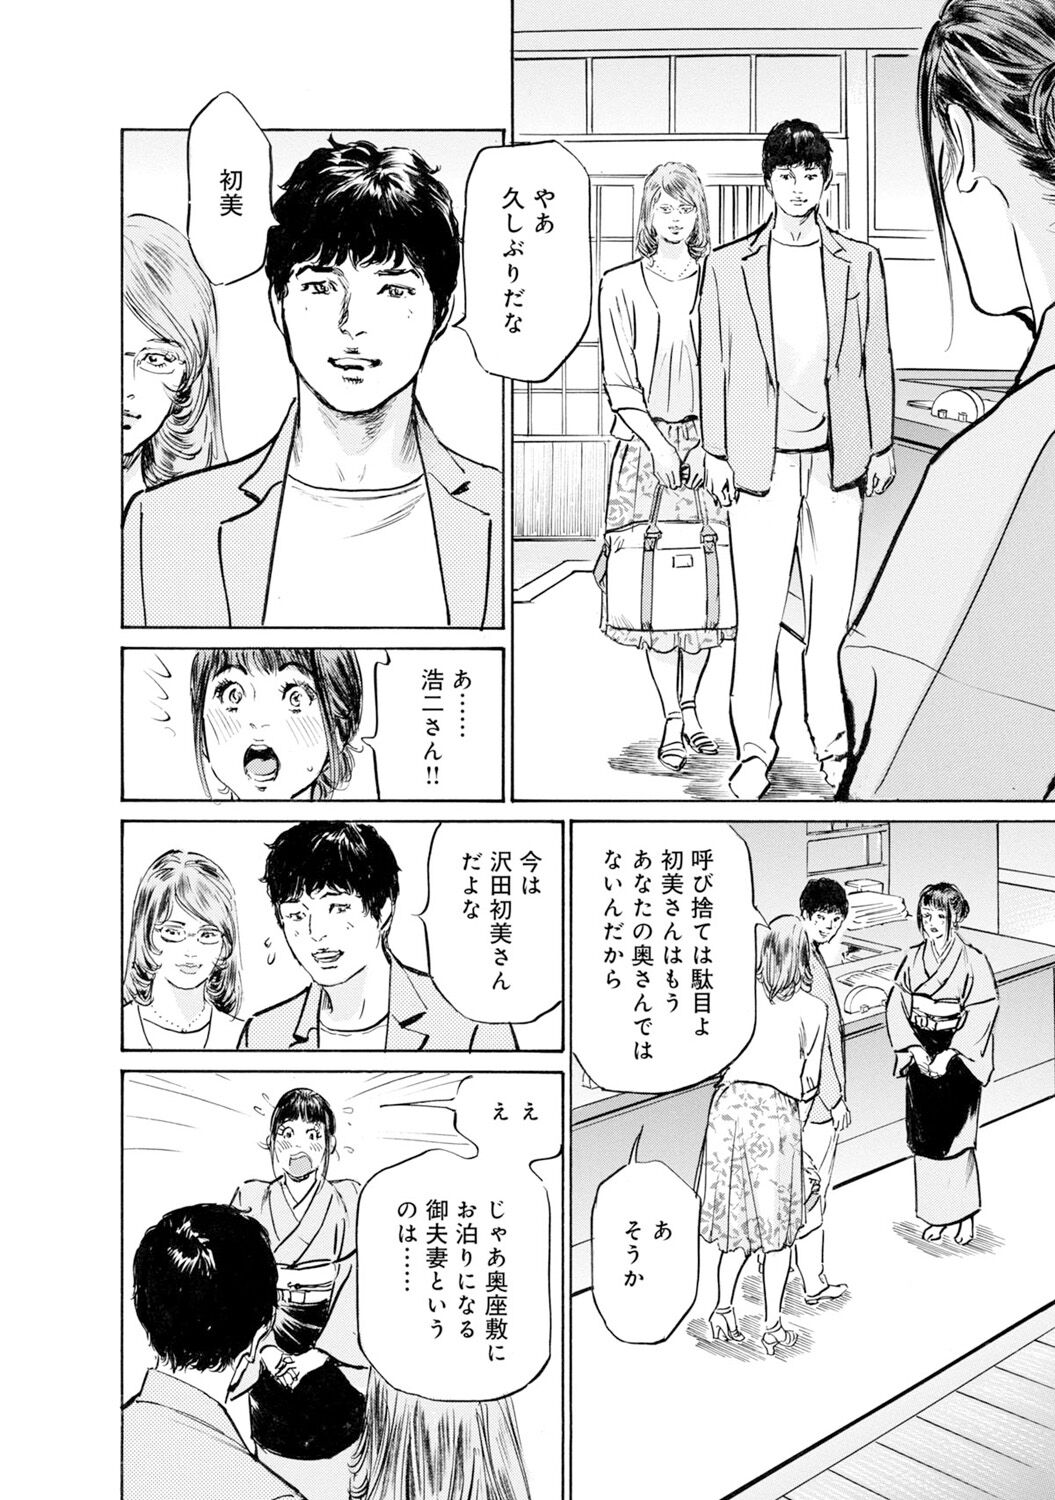 やあ
久しぶりだな
初美
あ……
浩二さん!!
呼び捨ては駄目よ
初美さんはもう
あなたの奥さんでは
ないんだから
あ
そうか
今は
沢田初美さん
だよな
え
え
じゃあ奥座敷に
お泊りになる
御夫妻という
のは……